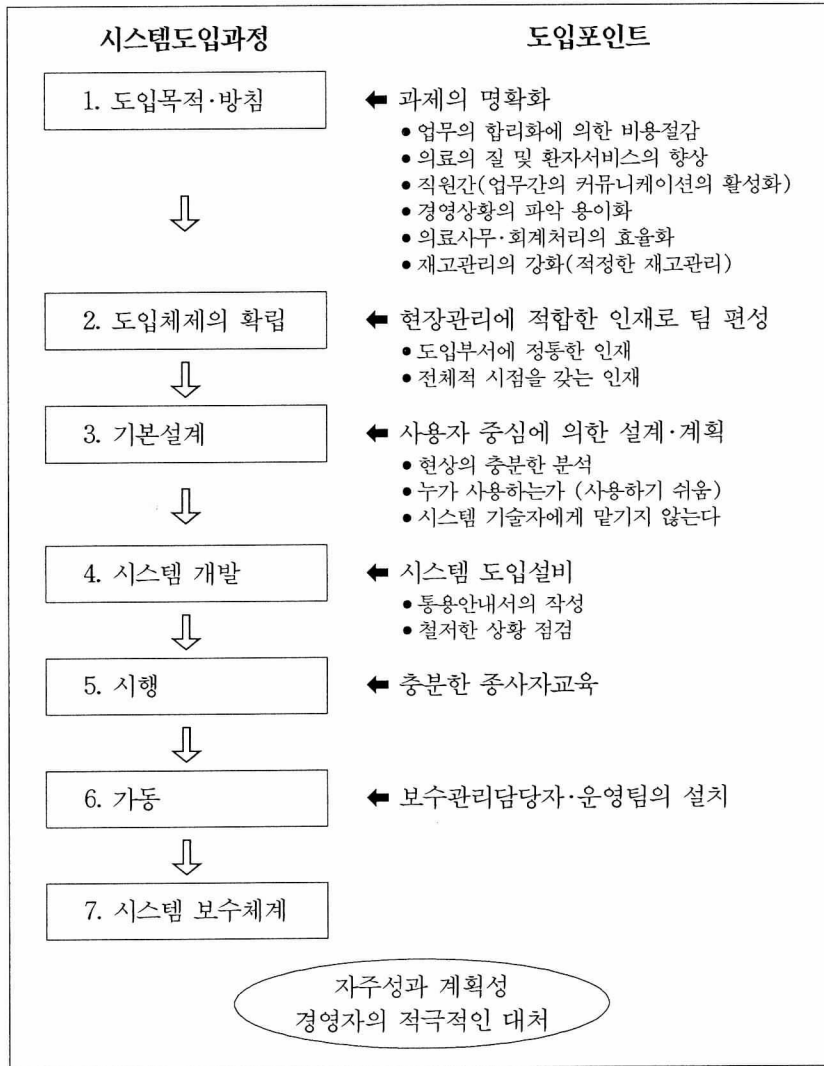 시스템도입과정 도입포인트
1. 도입목적·방침 ⬅ 과제의 명확화
• 업무의 합리화에 의한 비용절감
• 의료의 질 및 환자서비스의 향상
• 직원간(업무간의 커뮤니케이션의 활성화)
• 경영상황의 파악 용이화
• 의료사무·회계처리의 효율화
• 재고관리의 강화(적정한 재고관리)
2. 도입체제의 확립 ⬅ 현장관리에 적합한 인재로 팀 편성
• 도입부서에 정통한 인재
• 전체적 시점을 갖는 인재
3. 기본설계 ⬅ 사용자 중심에 의한 설계·계획
• 현상의 충분한 분석
• 누가 사용하는가 (사용하기 쉬움)
• 시스템 기술자에게 맡기지 않는다
4. 시스템 개발 ⬅ 시스템 도입설비
• 통용안내서의 작성
• 철저한 상황 점검
5. 시행 ⬅ 충분한 종사자교육
6. 가동 ⬅ 보수관리담당자·운영팀의 설치
7. 시스템 보수체계
자주성과 계획성
경영자의 적극적인 대처